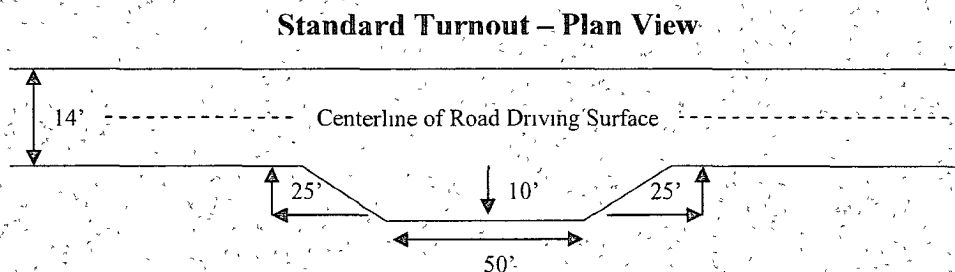 Standard Turnout – Plan View
14'
Centerline of Road Driving Surface
25'
10'
25'
50'